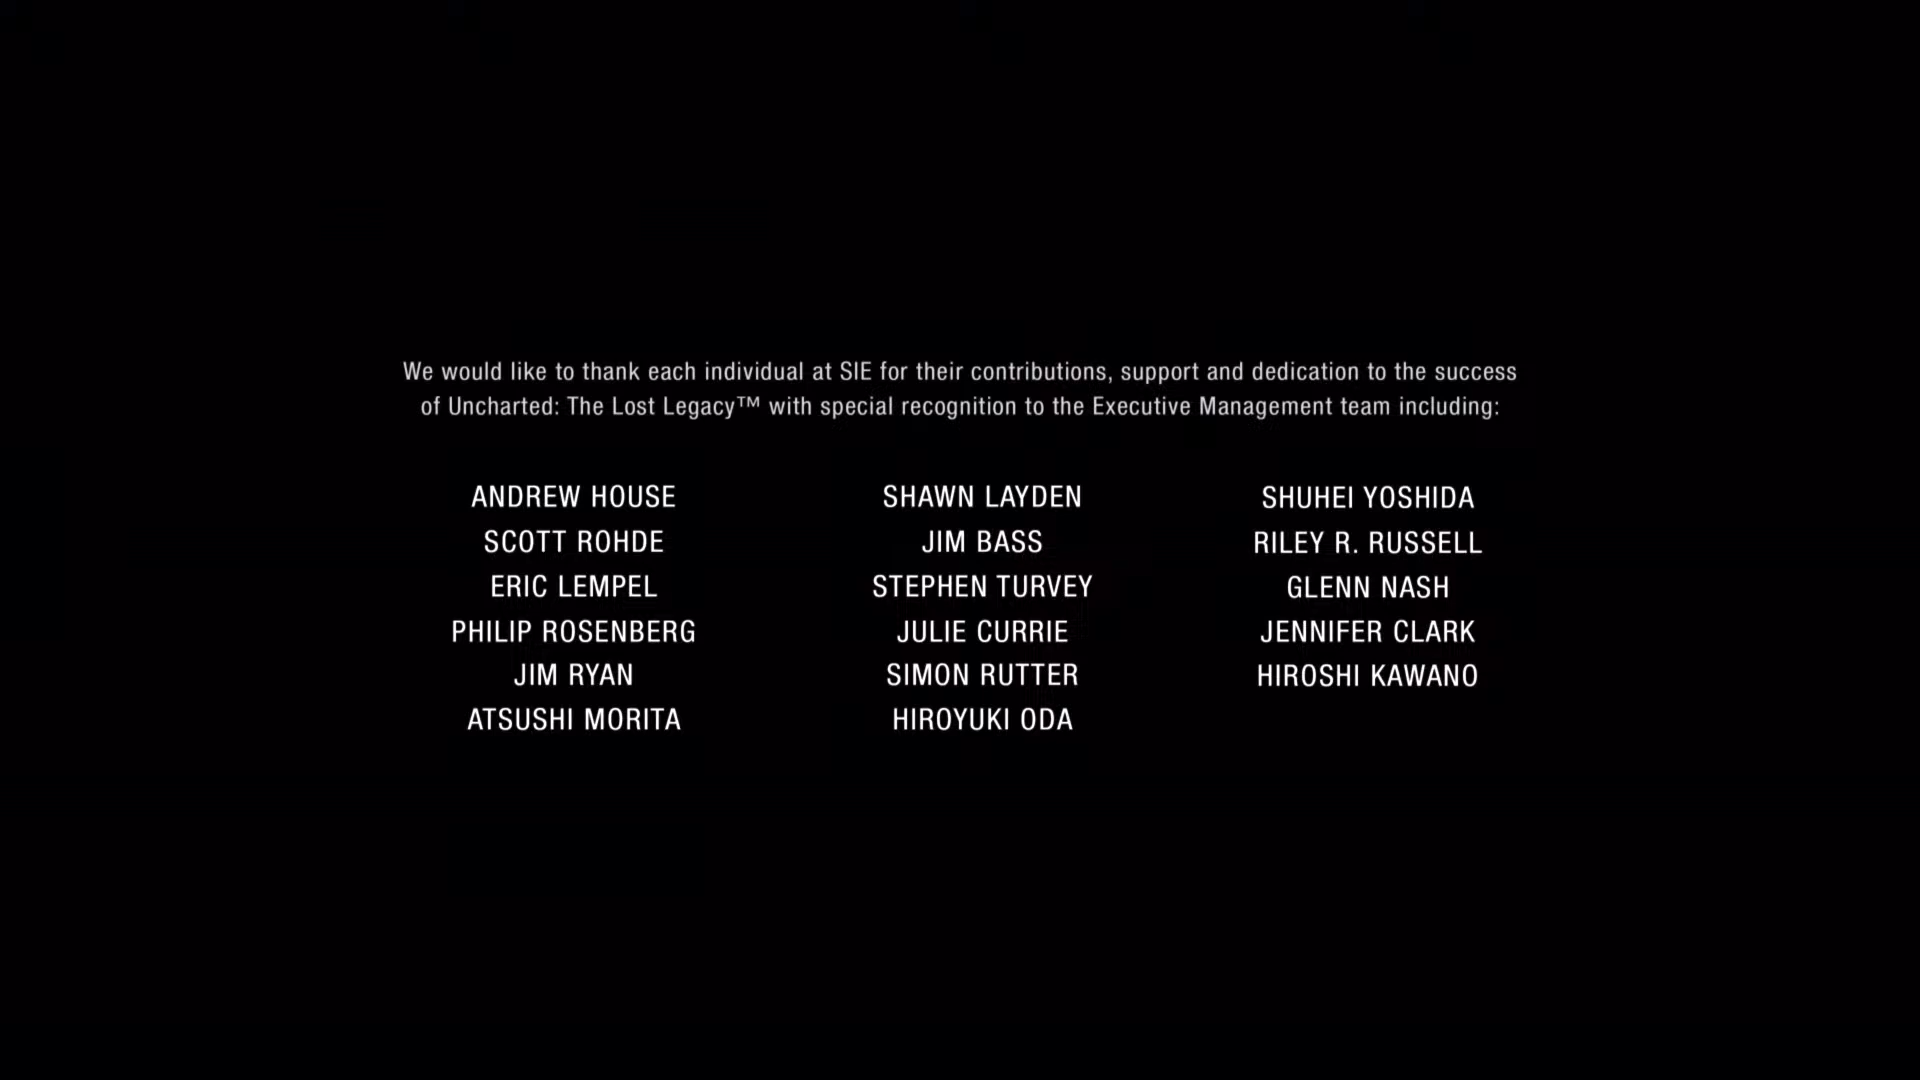 We would like to thank each individual at SIE for their contributions, support and dedication to the success
of Uncharted: The Lost Legacy™ with special recognition to the Executive Management team including:
ANDREW HOUSE SHAWN LAYDEN SHUHEI YOSHIDA
SCOTT ROHDE JIM BASS RILEY R. RUSSELL
ERIC LEMPEL STEPHEN TURVEY GLENN NASH
PHILIP ROSENBERG JULIE CURRIE JENNIFER CLARK
JIM RYAN SIMON RUTTER HIROSHI KAWANO
ATSUSHI MORITA HIROYUKI ODA